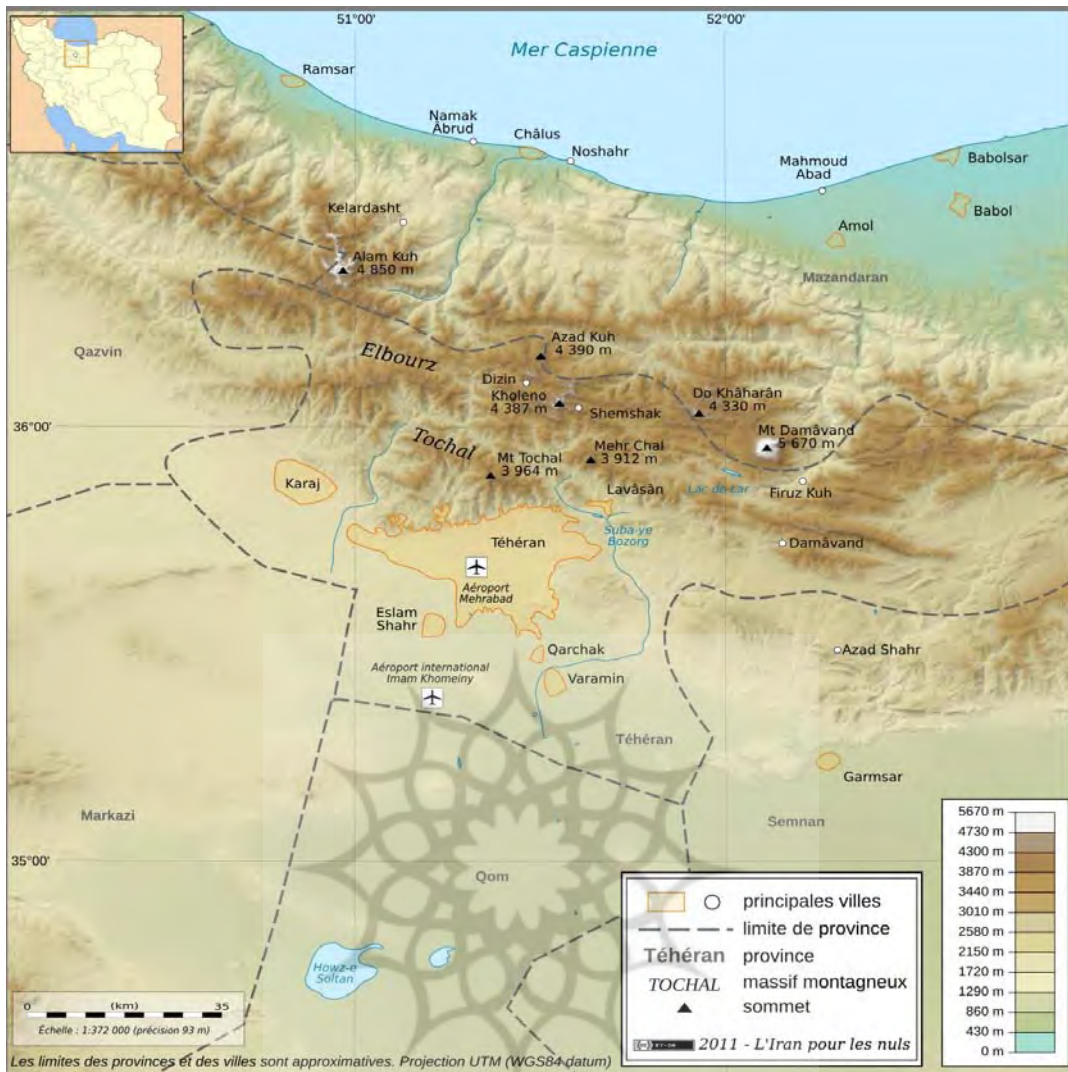 51°00'
52°00'
Mer Caspienne
Ramsar
Namak
Âbrud
Châlus
Noshahr
Mahmoud
Abad
Babolsar
Babol
Amol
Kelardasht
Alam Kuh
4 850 m
Mazandaran
Qazvin
Elbourz
Azad Kuh
4 390 m
Dizin
Kholeno
4 387 m
Shemshak
Do Khâharân
4 330 m
36°00'
Tochal
Mt Damâvand
5 670 m
Mt Tochal
3 964 m
Mehr Chal
3 912 m
Karaj
Lavâsàn
Lac de Lar
Firuz Kuh
Suba-ye
Bozorg
Téhéran
Damâvand
Aéroport
Mehrabad
Eslam
Shahr
Qarchak
Azad Shahr
Aéroport international
Imam Khomeiny
Varamin
Téhéran
Garmsar
Markazi
Semnan
35°00'
Qom
Howz-e
Soltan
5670 m
4730 m
4300 m
3870 m
3440 m
3010 m
2580 m
2150 m
1720 m
1290 m
860 m
430 m
0 m
principales villes
limite de province
Téhéran province
TOCHAL massif montagneux
sommet
2011 - L'Iran pour les nuls
0 (km) 35
Échelle : 1:372 000 (précision 93 m)
Les limites des provinces et des villes sont approximatives. Projection UTM (WGS84 datum)